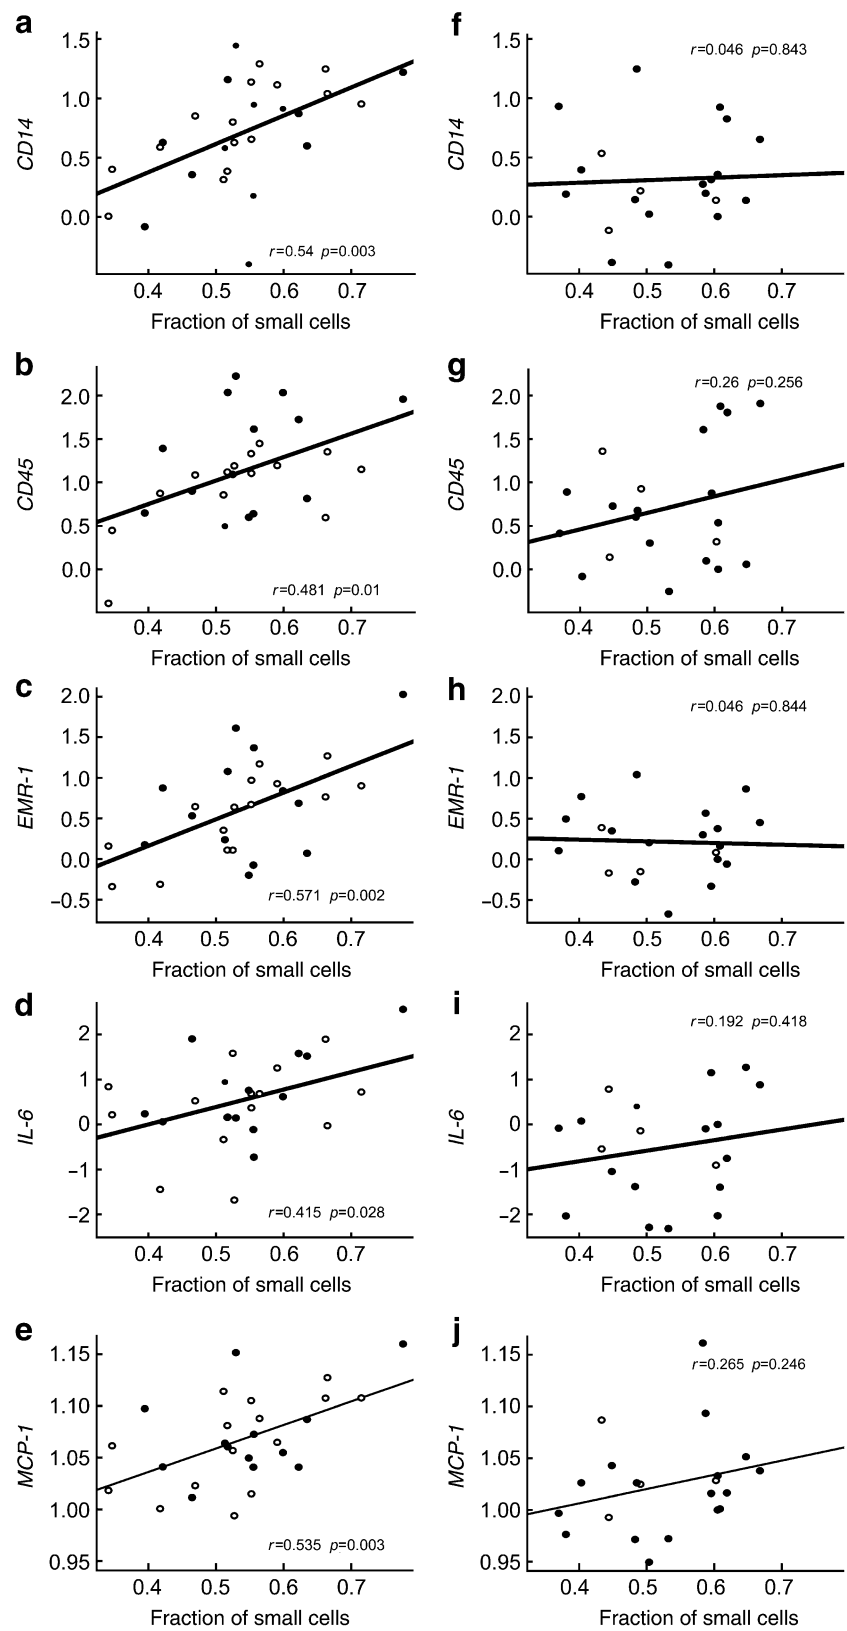 a
CD14
1.5
1.0
0.5
0.0
r=0.54 p=0.003
0.4 0.5 0.6 0.7
Fraction of small cells
f
CD14
1.5
1.0
0.5
0.0
r=0.046 p=0.843
0.4 0.5 0.6 0.7
Fraction of small cells
b
CD45
2.0
1.5
1.0
0.5
0.0
r=0.481 p=0.01
0.4 0.5 0.6 0.7
Fraction of small cells
g
CD45
2.0
1.5
1.0
0.5
0.0
r=0.26 p=0.256
0.4 0.5 0.6 0.7
Fraction of small cells
c
EMR-1
2.0
1.5
1.0
0.5
0.0
−0.5
r=0.571 p=0.002
0.4 0.5 0.6 0.7
Fraction of small cells
h
EMR-1
2.0
1.5
1.0
0.5
0.0
−0.5
r=0.046 p=0.844
0.4 0.5 0.6 0.7
Fraction of small cells
d
IL-6
2
1
0
−1
−2
r=0.415 p=0.028
0.4 0.5 0.6 0.7
Fraction of small cells
i
IL-6
2
1
0
−1
−2
r=0.192 p=0.418
0.4 0.5 0.6 0.7
Fraction of small cells
e
MCP-1
1.15
1.10
1.05
1.00
0.95
r=0.535 p=0.003
0.4 0.5 0.6 0.7
Fraction of small cells
j
MCP-1
1.15
1.10
1.05
1.00
0.95
r=0.265 p=0.246
0.4 0.5 0.6 0.7
Fraction of small cells